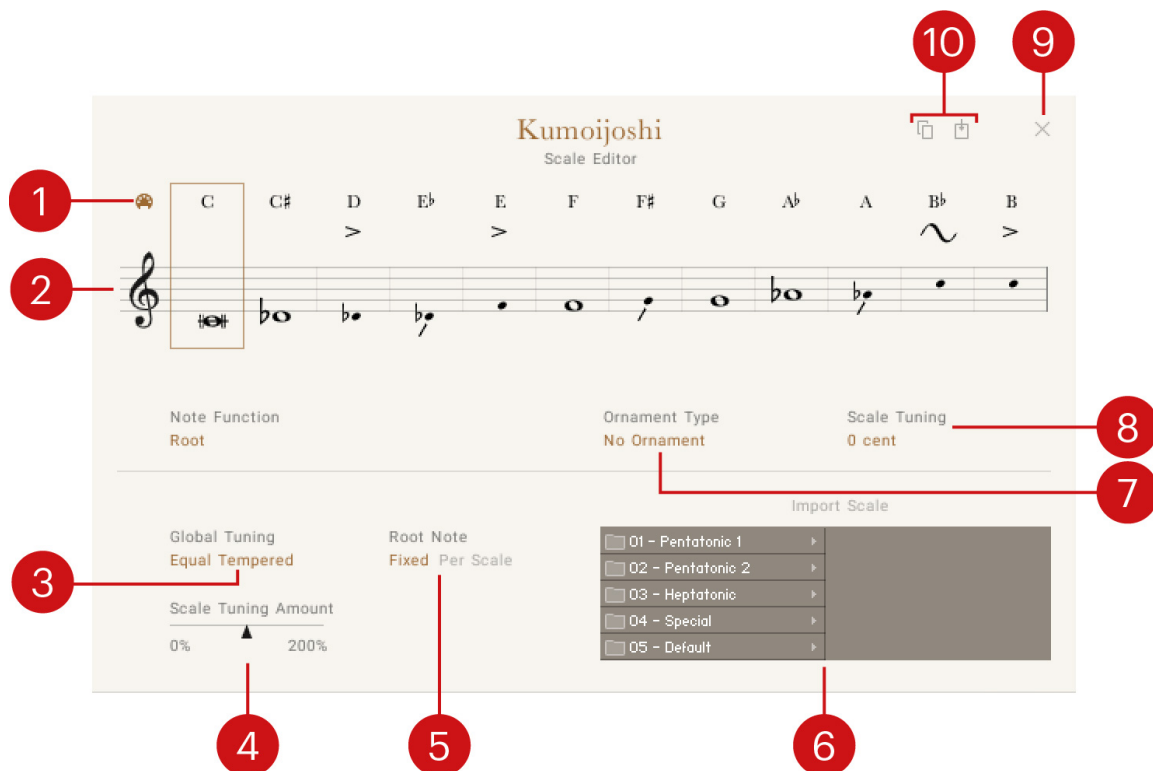 10 9
Kumoijoshi
Scale Editor
1 C C♯ D E♭ E F F♯ G A♭ A B♭ B
2
Note Function Ornament Type Scale Tuning
Root No Ornament 0 cent
8
7
Import Scale
Global Tuning Root Note
Equal Tempered Fixed Per Scale
3
01 - Pentatonic 1
02 - Pentatonic 2
03 - Heptatonic
04 - Special
05 - Default
Scale Tuning Amount
0% 200%
4 5 6